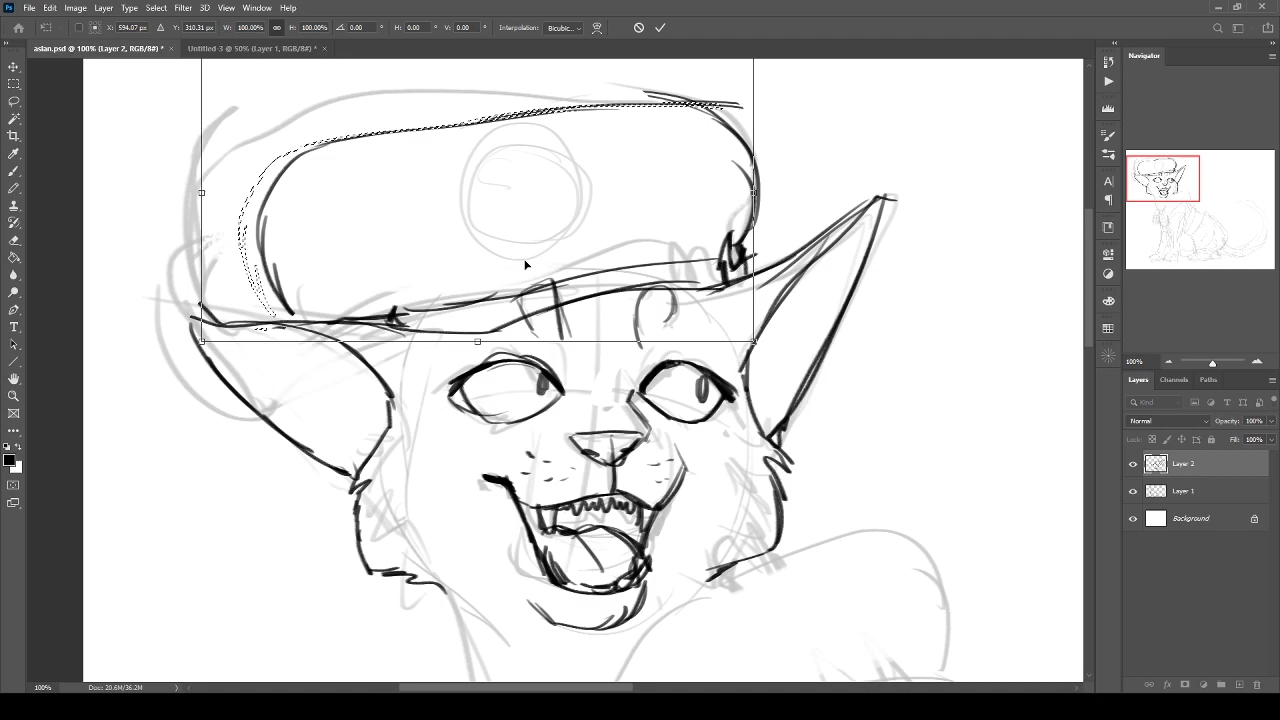 Ps File Edit Image Layer Type Select Filter 3D View Window Help
X: 594.07 px Y: 310.31 px W: 100.00% H: 100.00% 0.00 ° H: 0.00 ° V: 0.00 ° Interpolation: Bicubic...
aslan.psd @ 100% (Layer 2, RGB/8#) * × Untitled-3 @ 50% (Layer 1, RGB/8#) * ×
Navigator
100%
Layers Channels Paths
Kind
Normal Opacity: 100%
Lock: Fill: 100%
Layer 2
Layer 1
Background
100% Doc: 20.6M/36.2M